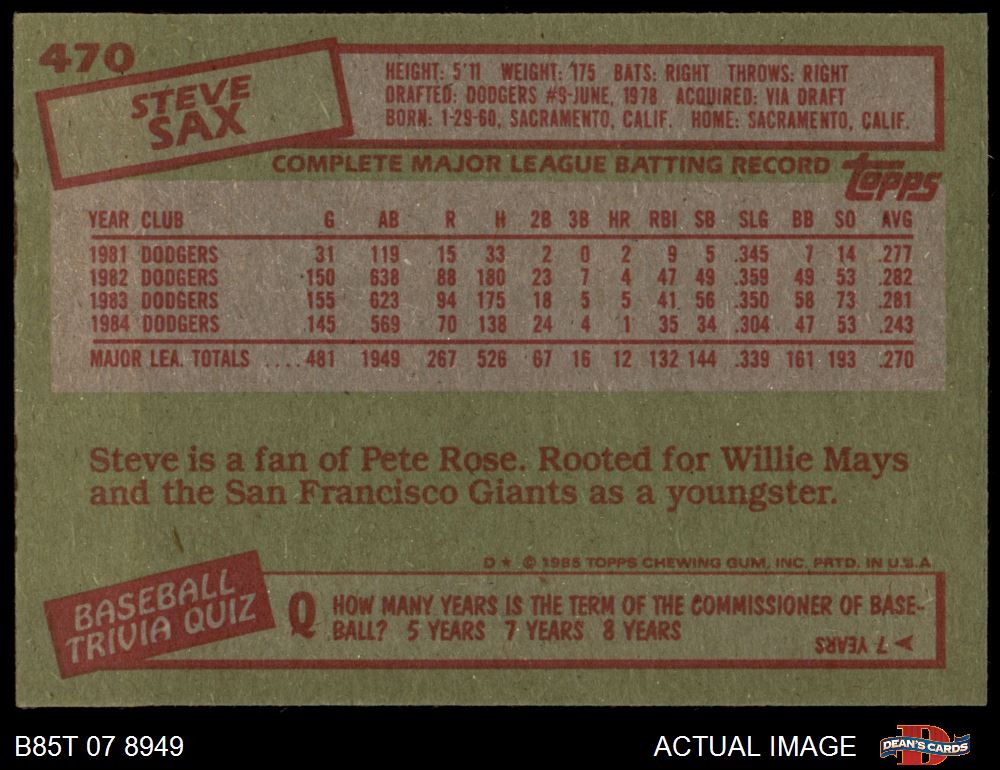 470
STEVE
SAX
HEIGHT: 5'11 WEIGHT: 175 BATS: RIGHT THROWS: RIGHT
DRAFTED: DODGERS #9-JUNE, 1978 ACQUIRED: VIA DRAFT
BORN: 1-29-60, SACRAMENTO, CALIF. HOME: SACRAMENTO, CALIF.
COMPLETE MAJOR LEAGUE BATTING RECORD
topps
YEAR CLUB G AB R H 2B 3B HR RBI SB SLG BB SO AVG
1981 DODGERS 31 119 15 33 2 0 2 9 5 .345 7 14 .277
1982 DODGERS 150 638 88 180 23 7 4 47 49 .359 49 53 .282
1983 DODGERS 155 623 94 175 18 5 5 41 56 .350 58 73 .281
1984 DODGERS 145 569 70 138 24 4 1 35 34 .304 47 53 .243
MAJOR LEA. TOTALS ....481 1949 267 526 67 16 12 132 144 .339 161 193 .270
Steve is a fan of Pete Rose. Rooted for Willie Mays
and the San Francisco Giants as a youngster.
D★ © 1985 TOPPS CHEWING GUM, INC. PRTD. IN U.S.A
BASEBALL
TRIVIA QUIZ
Q HOW MANY YEARS IS THE TERM OF THE COMMISSIONER OF BASE-
BALL? 5 YEARS 7 YEARS 8 YEARS
7 YEARS
B85T 07 8949
ACTUAL IMAGE
DEAN'S CARDS